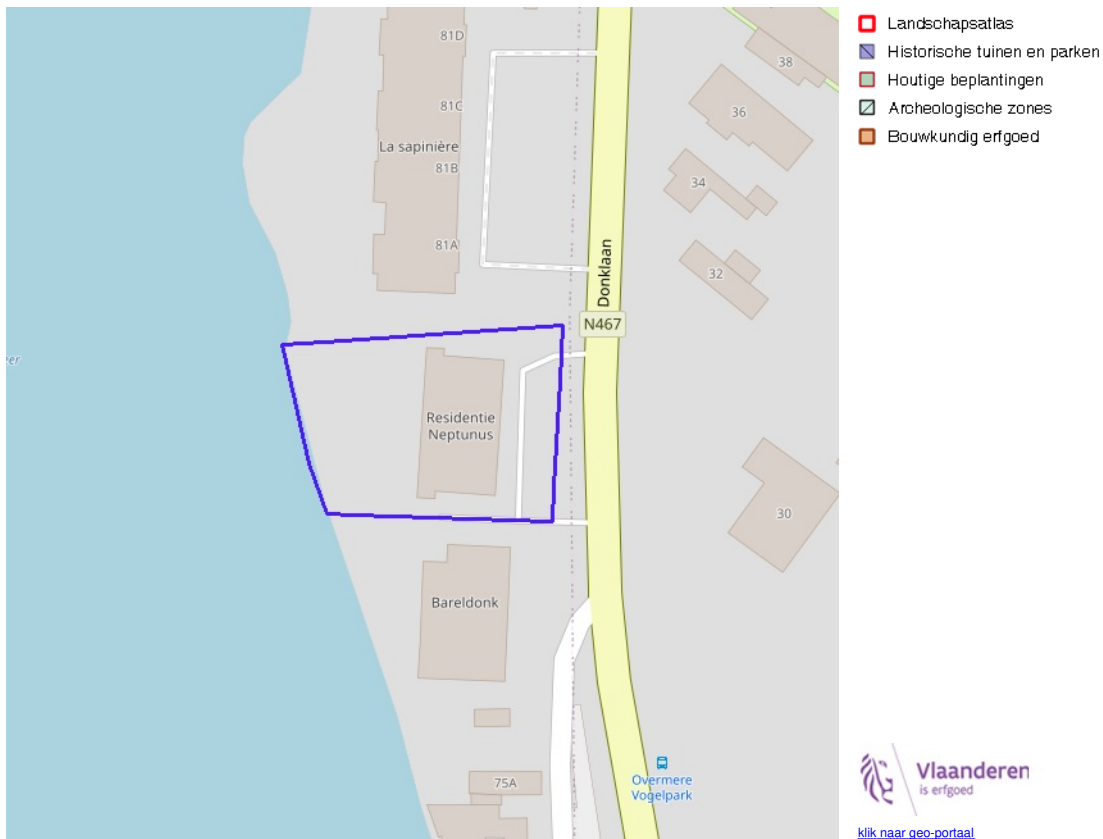 81D
81C
La sapinière
81B
81A
38
36
34
32
Donklaan
N467
eer
Residentie
Neptunus
30
Bareldonk
75A
Overmere
Vogelpark
Landschapsatlas
Historische tuinen en parken
Houtige beplantingen
Archeologische zones
Bouwkundig erfgoed
Vlaanderen
is erfgoed
klik naar geo-portaal